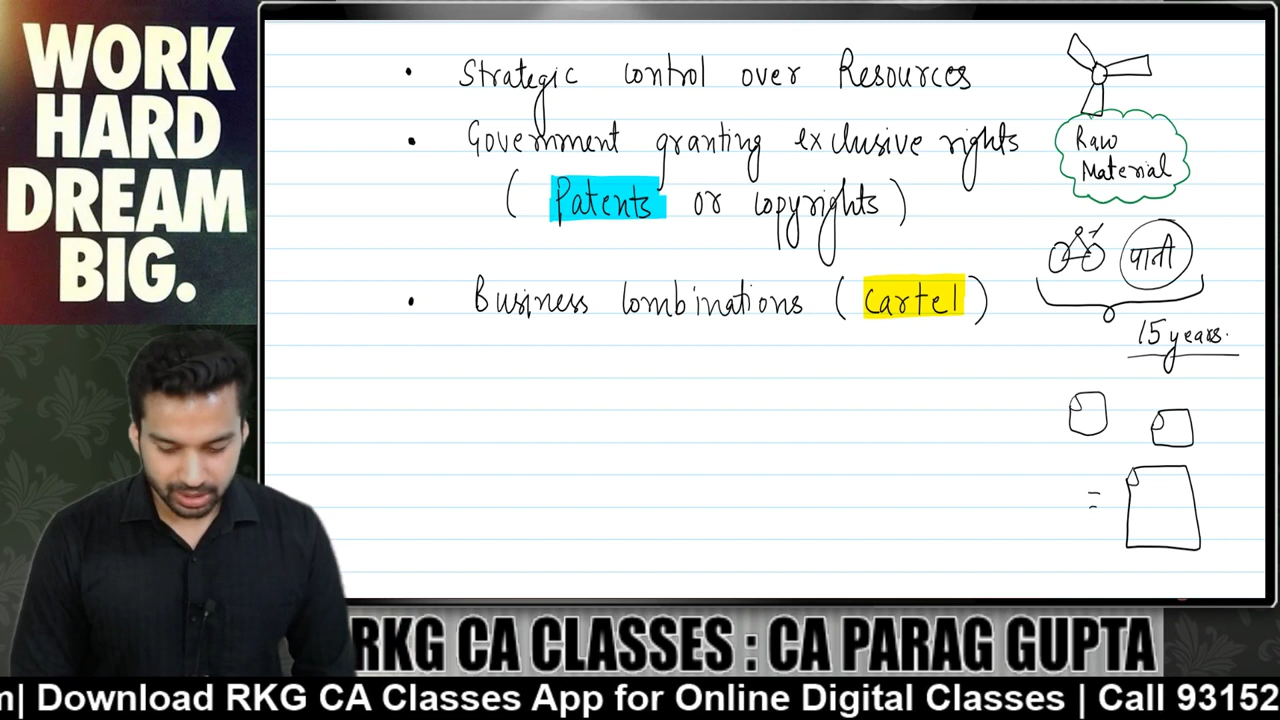 WORK
HARD
DREAM
BIG.
• Strategic control over Resources
• Government granting exclusive rights
( Patents or copyrights )
• Business Combinations ( Cartel )
Raw
Material
पानी
15 years.
=
RKG CA CLASSES : CA PARAG GUPTA
m| Download RKG CA Classes App for Online Digital Classes | Call 93152